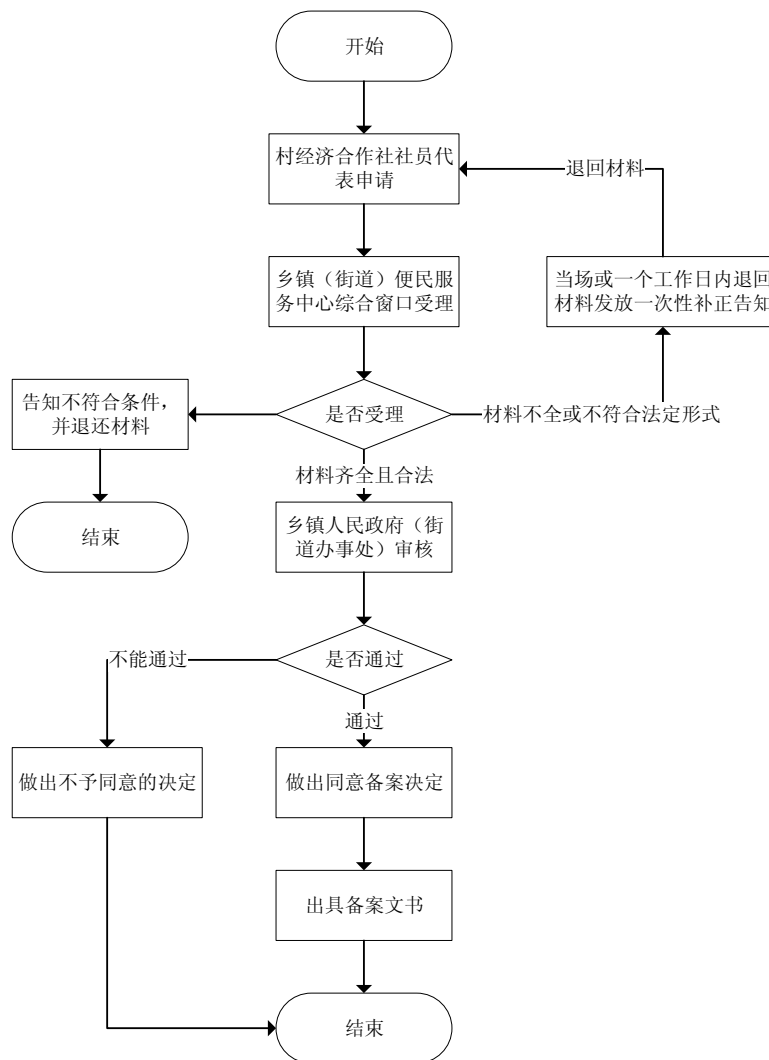 开始
村经济合作社社员代
表申请
退回材料
乡镇（街道）便民服
务中心综合窗口受理
当场或一个工作日内退回
材料发放一次性补正告知
告知不符合条件，
并退还材料
是否受理
材料不全或不符合法定形式
材料齐全且合法
结束
乡镇人民政府（街
道办事处）审核
不能通过
是否通过
通过
做出不予同意的决定
做出同意备案决定
出具备案文书
结束